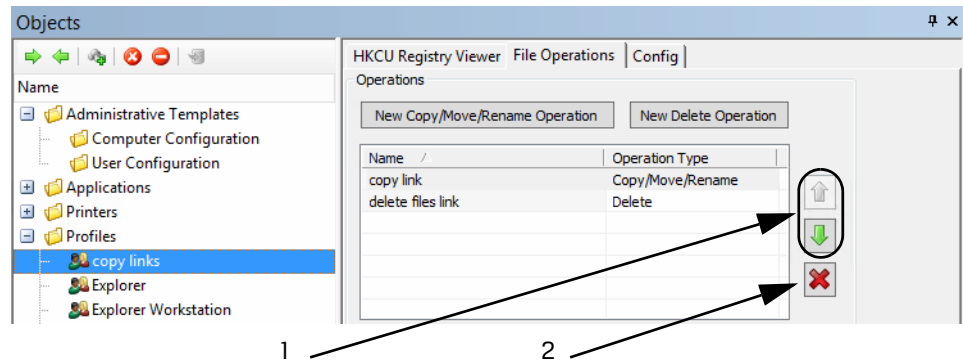 Objects
Name
Administrative Templates
Computer Configuration
User Configuration
Applications
Printers
Profiles
copy links
Explorer
Explorer Workstation
HKCU Registry Viewer File Operations Config
Operations
New Copy/Move/Rename Operation New Delete Operation
Name Operation Type
copy link Copy/Move/Rename
delete files link Delete
1 2